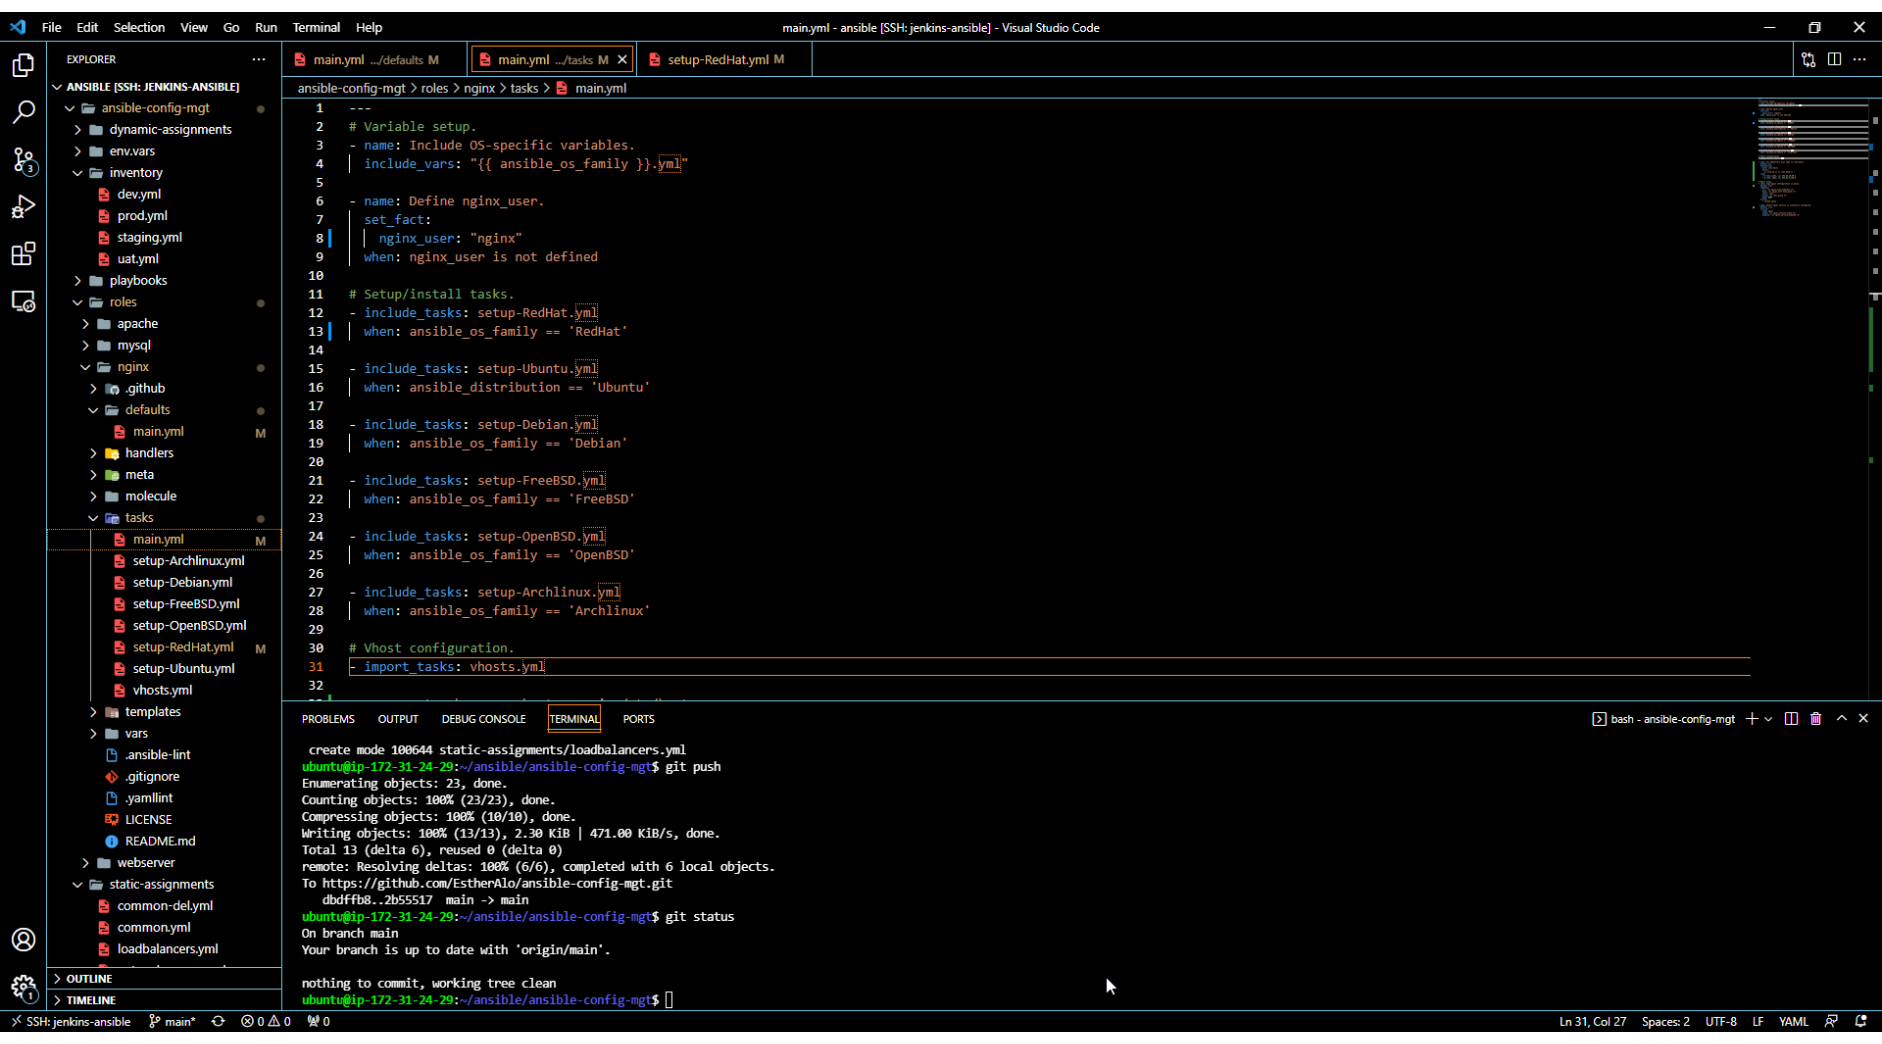 File Edit Selection View Go Run Terminal Help
main.yml - ansible [SSH: jenkins-ansible] - Visual Studio Code
EXPLORER
ANSIBLE [SSH: JENKINS-ANSIBLE]
ansible-config-mgt
dynamic-assignments
env.vars
inventory
dev.yml
prod.yml
staging.yml
uat.yml
playbooks
roles
apache
mysql
nginx
.github
defaults
main.yml M
handlers
meta
molecule
tasks
main.yml M
setup-Archlinux.yml
setup-Debian.yml
setup-FreeBSD.yml
setup-OpenBSD.yml
setup-RedHat.yml M
setup-Ubuntu.yml
vhosts.yml
templates
vars
.ansible-lint
.gitignore
.yamllint
LICENSE
README.md
webserver
static-assignments
common-del.yml
common.yml
loadbalancers.yml
OUTLINE
TIMELINE
3
1
main.yml .../defaults M
main.yml .../tasks M
setup-RedHat.yml M
ansible-config-mgt > roles > nginx > tasks > main.yml
1 ---
2 # Variable setup.
3 - name: Include OS-specific variables.
4 include_vars: "{{ ansible_os_family }}.yml"
5
6 - name: Define nginx_user.
7 set_fact:
8 nginx_user: "nginx"
9 when: nginx_user is not defined
10
11 # Setup/install tasks.
12 - include_tasks: setup-RedHat.yml
13 when: ansible_os_family == 'RedHat'
14
15 - include_tasks: setup-Ubuntu.yml
16 when: ansible_distribution == 'Ubuntu'
17
18 - include_tasks: setup-Debian.yml
19 when: ansible_os_family == 'Debian'
20
21 - include_tasks: setup-FreeBSD.yml
22 when: ansible_os_family == 'FreeBSD'
23
24 - include_tasks: setup-OpenBSD.yml
25 when: ansible_os_family == 'OpenBSD'
26
27 - include_tasks: setup-Archlinux.yml
28 when: ansible_os_family == 'Archlinux'
29
30 # Vhost configuration.
31 - import_tasks: vhosts.yml
32
PROBLEMS OUTPUT DEBUG CONSOLE TERMINAL PORTS
bash - ansible-config-mgt
create mode 100644 static-assignments/loadbalancers.yml
ubuntu@ip-172-31-24-29:~/ansible/ansible-config-mgt$ git push
Enumerating objects: 23, done.
Counting objects: 100% (23/23), done.
Compressing objects: 100% (10/10), done.
Writing objects: 100% (13/13), 2.30 KiB | 471.00 KiB/s, done.
Total 13 (delta 6), reused 0 (delta 0)
remote: Resolving deltas: 100% (6/6), completed with 6 local objects.
To https://github.com/EstherAlo/ansible-config-mgt.git
dbdffb8..2b55517 main -> main
ubuntu@ip-172-31-24-29:~/ansible/ansible-config-mgt$ git status
On branch main
Your branch is up to date with 'origin/main'.
nothing to commit, working tree clean
ubuntu@ip-172-31-24-29:~/ansible/ansible-config-mgt$
SSH: jenkins-ansible main* 0 0 0
Ln 31, Col 27 Spaces: 2 UTF-8 LF YAML